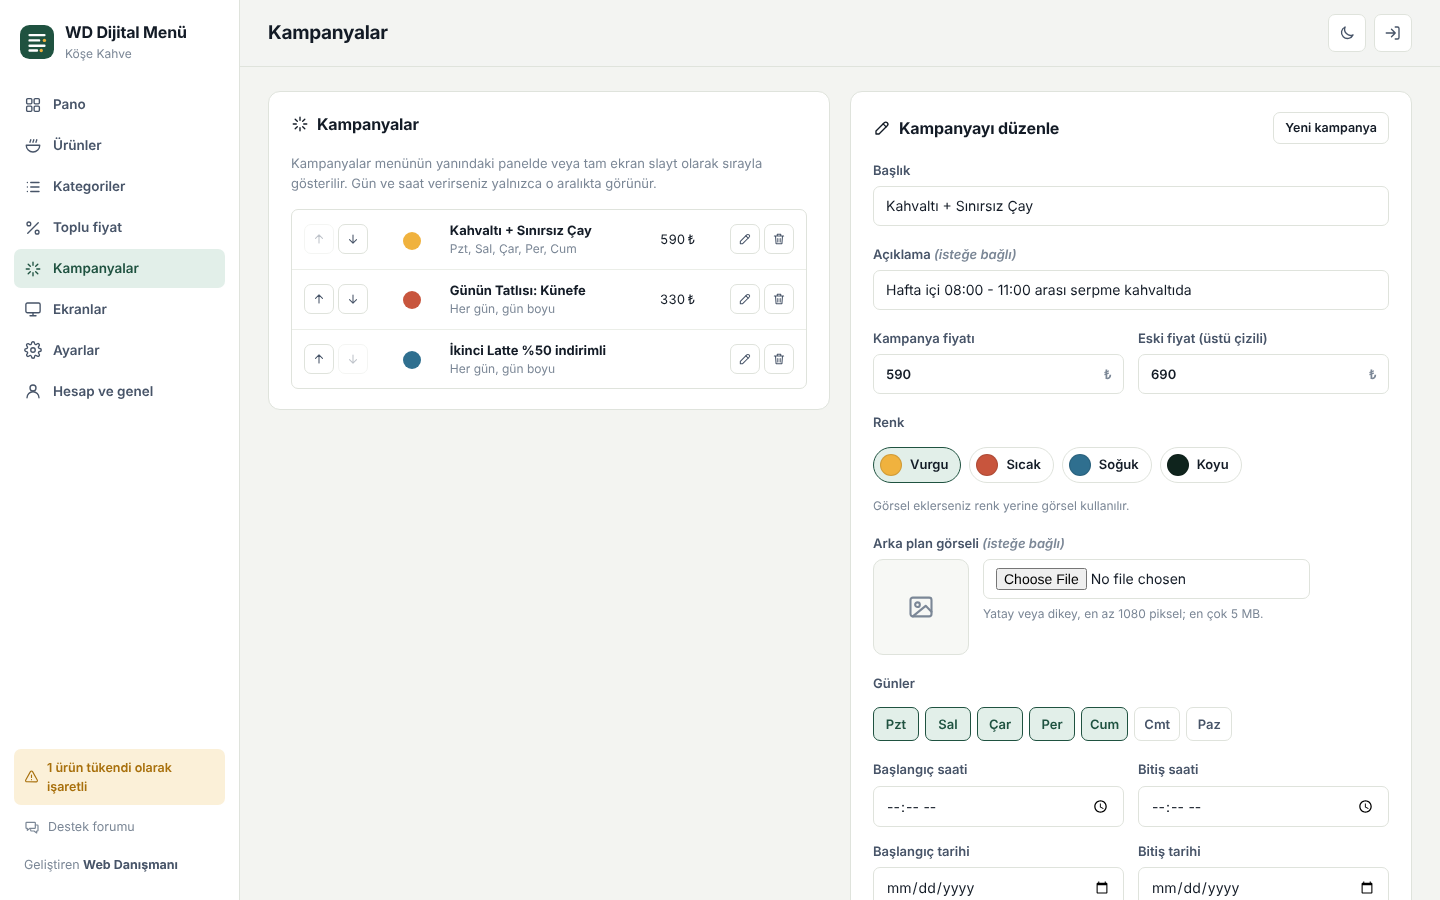 WD Dijital Menü
Köşe Kahve
Pano
Ürünler
Kategoriler
Toplu fiyat
Kampanyalar
Ekranlar
Ayarlar
Hesap ve genel
1 ürün tükendi olarak
işaretli
Destek forumu
Geliştiren Web Danışmanı
Kampanyalar
Kampanyalar
Kampanyalar menünün yanındaki panelde veya tam ekran slayt olarak sırayla
gösterilir. Gün ve saat verirseniz yalnızca o aralıkta görünür.
Kahvaltı + Sınırsız Çay
Pzt, Sal, Çar, Per, Cum
590 ₺
Günün Tatlısı: Künefe
Her gün, gün boyu
330 ₺
İkinci Latte %50 indirimli
Her gün, gün boyu
Kampanyayı düzenle
Yeni kampanya
Başlık
Kahvaltı + Sınırsız Çay
Açıklama (isteğe bağlı)
Hafta içi 08:00 - 11:00 arası serpme kahvaltıda
Kampanya fiyatı
590 ₺
Eski fiyat (üstü çizili)
690 ₺
Renk
Vurgu Sıcak Soğuk Koyu
Görsel eklerseniz renk yerine görsel kullanılır.
Arka plan görseli (isteğe bağlı)
Choose File No file chosen
Yatay veya dikey, en az 1080 piksel; en çok 5 MB.
Günler
Pzt Sal Çar Per Cum Cmt Paz
Başlangıç saati
--:-- --
Bitiş saati
--:-- --
Başlangıç tarihi
mm/dd/yyyy
Bitiş tarihi
mm/dd/yyyy